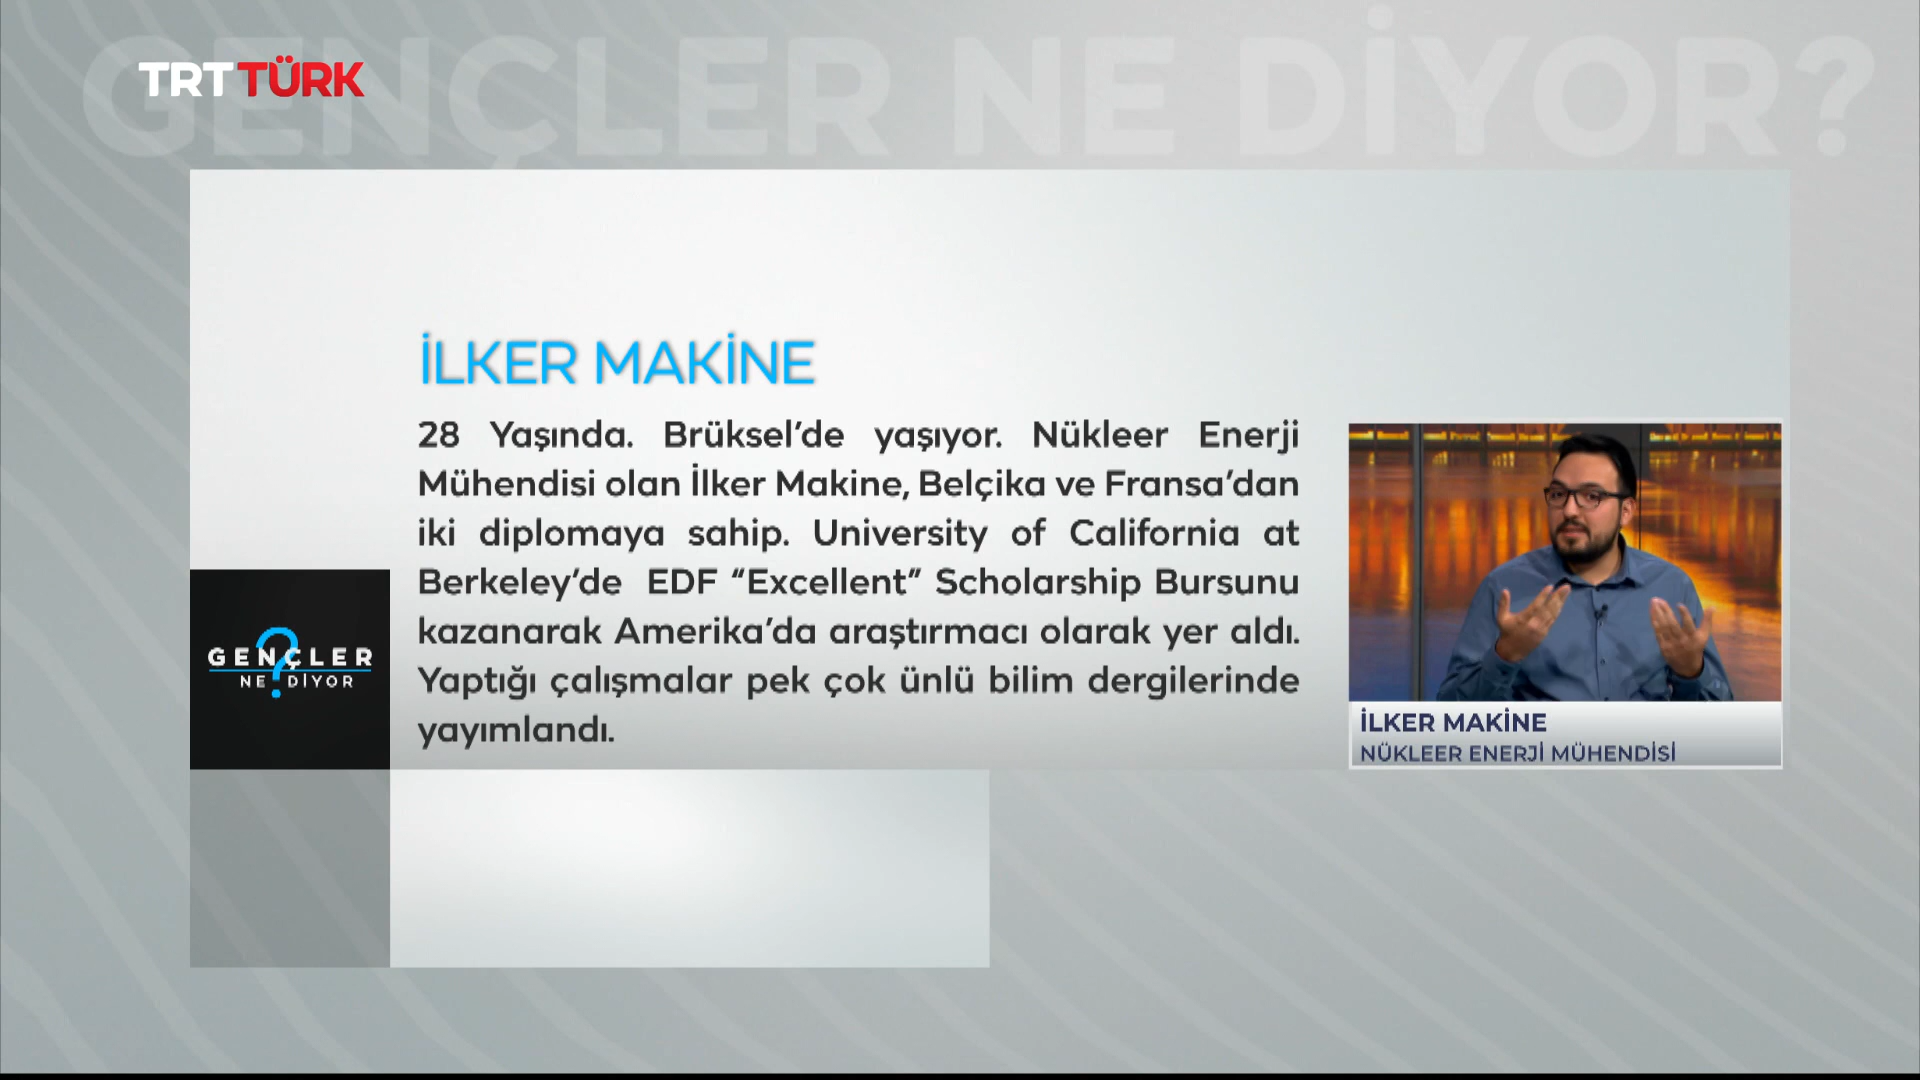 GENÇLER NE DİYOR?
TRT TÜRK
İLKER MAKİNE
28 Yaşında. Brüksel’de yaşıyor. Nükleer Enerji
Mühendisi olan İlker Makine, Belçika ve Fransa’dan
iki diplomaya sahip. University of California at
Berkeley’de EDF “Excellent” Scholarship Bursunu
kazanarak Amerika’da araştırmacı olarak yer aldı.
Yaptığı çalışmalar pek çok ünlü bilim dergilerinde
yayımlandı.
GENÇLER
NE ? DİYOR
İLKER MAKİNE
NÜKLEER ENERJİ MÜHENDİSİ